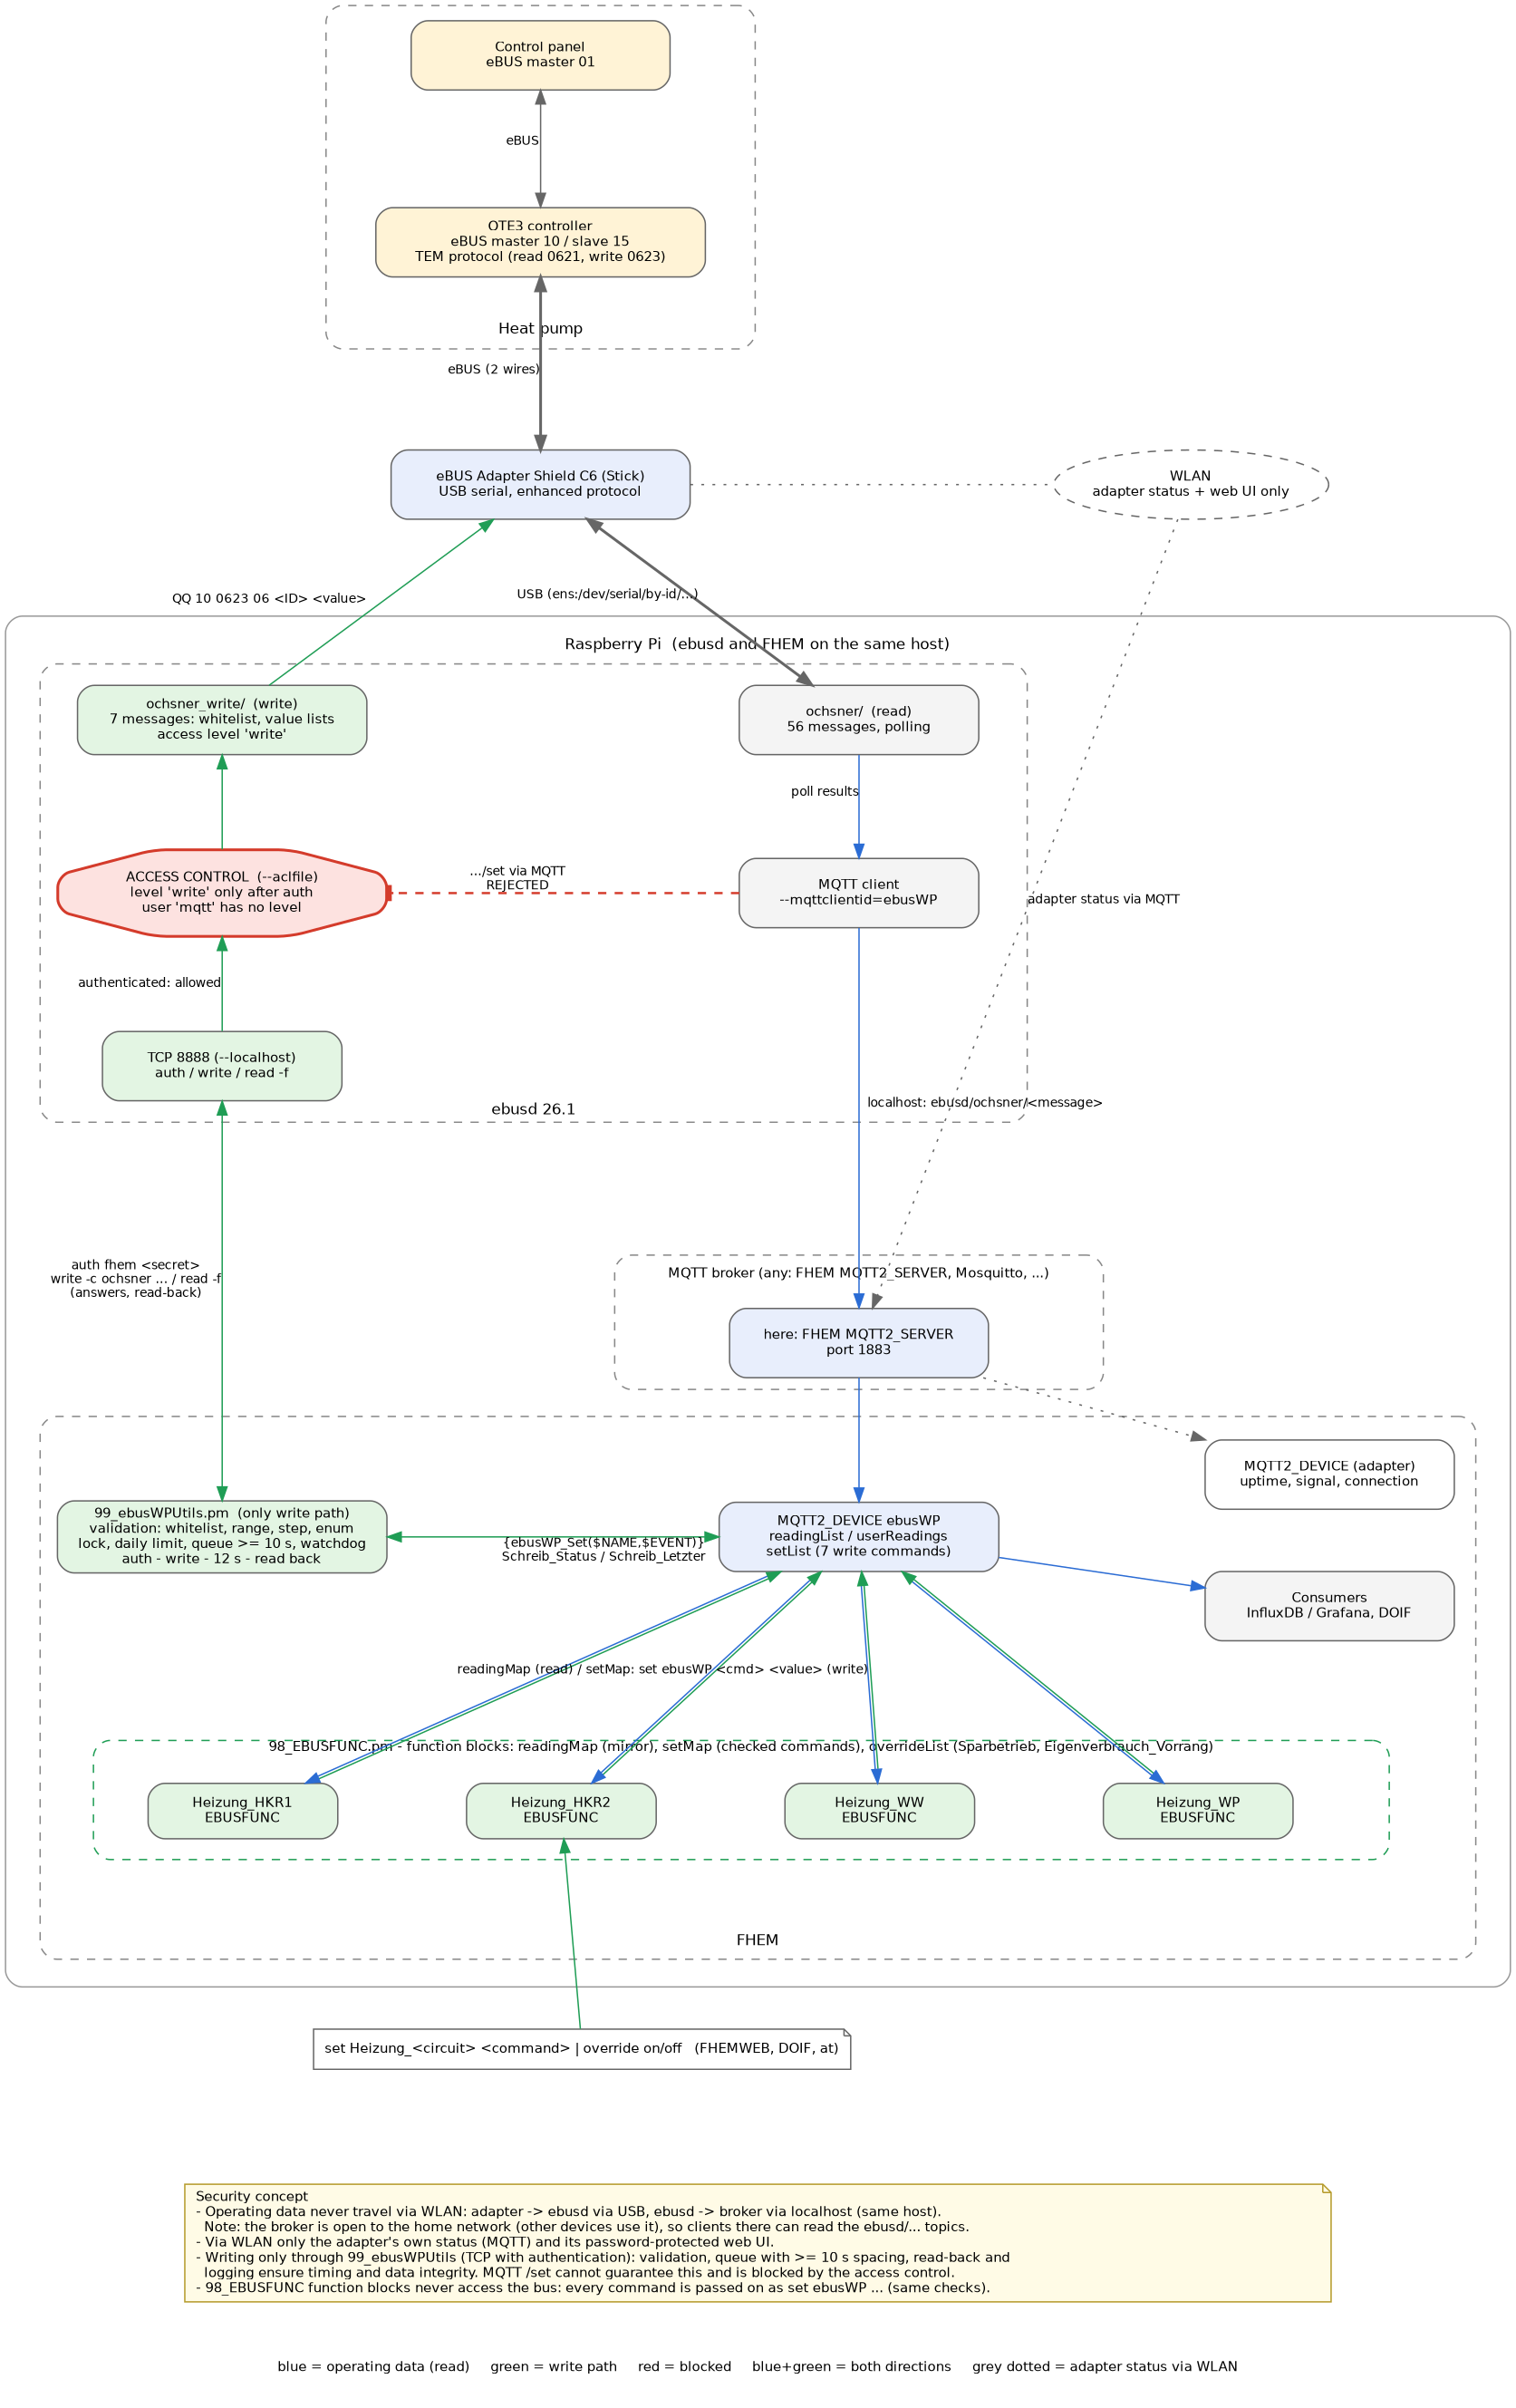 Control panel
eBUS master 01
eBUS
OTE3 controller
eBUS master 10 / slave 15
TEM protocol (read 0621, write 0623)
Heat pump
eBUS (2 wires)
eBUS Adapter Shield C6 (Stick)
USB serial, enhanced protocol
WLAN
adapter status + web UI only
QQ 10 0623 06 <ID> <value>
USB (ens:/dev/serial/by-id/...)
Raspberry Pi  (ebusd and FHEM on the same host)
ochsner_write/  (write)
7 messages: whitelist, value lists
access level 'write'
ochsner/  (read)
56 messages, polling
poll results
ACCESS CONTROL  (--aclfile)
level 'write' only after auth
user 'mqtt' has no level
.../set via MQTT
REJECTED
MQTT client
--mqttclientid=ebusWP
adapter status via MQTT
authenticated: allowed
TCP 8888 (--localhost)
auth / write / read -f
ebusd 26.1
localhost: ebusd/ochsner/<message>
auth fhem <secret>
write -c ochsner ... / read -f
(answers, read-back)
MQTT broker (any: FHEM MQTT2_SERVER, Mosquitto, ...)
here: FHEM MQTT2_SERVER
port 1883
MQTT2_DEVICE (adapter)
uptime, signal, connection
99_ebusWPUtils.pm  (only write path)
validation: whitelist, range, step, enum
lock, daily limit, queue >= 10 s, watchdog
auth - write - 12 s - read back
{ebusWP_Set($NAME,$EVENT)}
Schreib_Status / Schreib_Letzter
MQTT2_DEVICE ebusWP
readingList / userReadings
setList (7 write commands)
Consumers
InfluxDB / Grafana, DOIF
readingMap (read) / setMap: set ebusWP <cmd> <value> (write)
98_EBUSFUNC.pm - function blocks: readingMap (mirror), setMap (checked commands), overrideList (Sparbetrieb, Eigenverbrauch_Vorrang)
Heizung_HKR1
EBUSFUNC
Heizung_HKR2
EBUSFUNC
Heizung_WW
EBUSFUNC
Heizung_WP
EBUSFUNC
FHEM
set Heizung_<circuit> <command> | override on/off   (FHEMWEB, DOIF, at)
Security concept
- Operating data never travel via WLAN: adapter -> ebusd via USB, ebusd -> broker via localhost (same host).
Note: the broker is open to the home network (other devices use it), so clients there can read the ebusd/... topics.
- Via WLAN only the adapter's own status (MQTT) and its password-protected web UI.
- Writing only through 99_ebusWPUtils (TCP with authentication): validation, queue with >= 10 s spacing, read-back and
logging ensure timing and data integrity. MQTT /set cannot guarantee this and is blocked by the access control.
- 98_EBUSFUNC function blocks never access the bus: every command is passed on as set ebusWP ... (same checks).
blue = operating data (read)     green = write path     red = blocked     blue+green = both directions     grey dotted = adapter status via WLAN